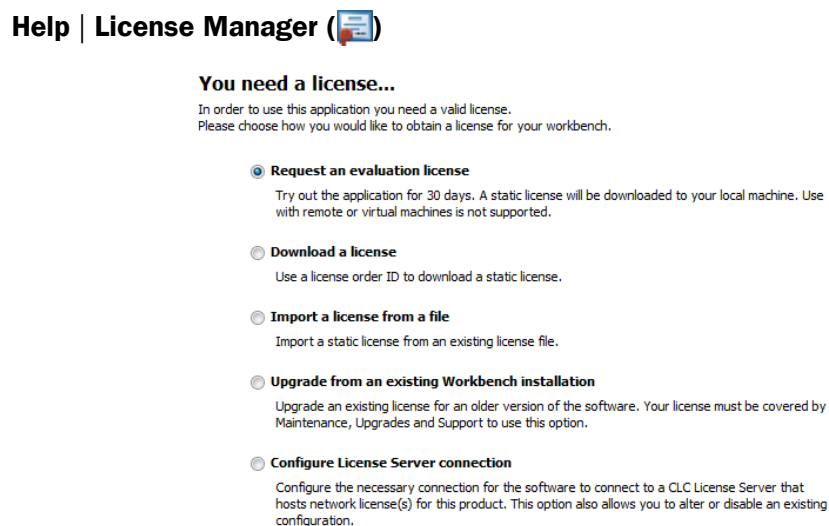 Help | License Manager ()
You need a license...
In order to use this application you need a valid license.
Please choose how you would like to obtain a license for your workbench.
Request an evaluation license
Try out the application for 30 days. A static license will be downloaded to your local machine. Use
with remote or virtual machines is not supported.
Download a license
Use a license order ID to download a static license.
Import a license from a file
Import a static license from an existing license file.
Upgrade from an existing Workbench installation
Upgrade an existing license for an older version of the software. Your license must be covered by
Maintenance, Upgrades and Support to use this option.
Configure License Server connection
Configure the necessary connection for the software to connect to a CLC License Server that
hosts network license(s) for this product. This option also allows you to alter or disable an existing
configuration.